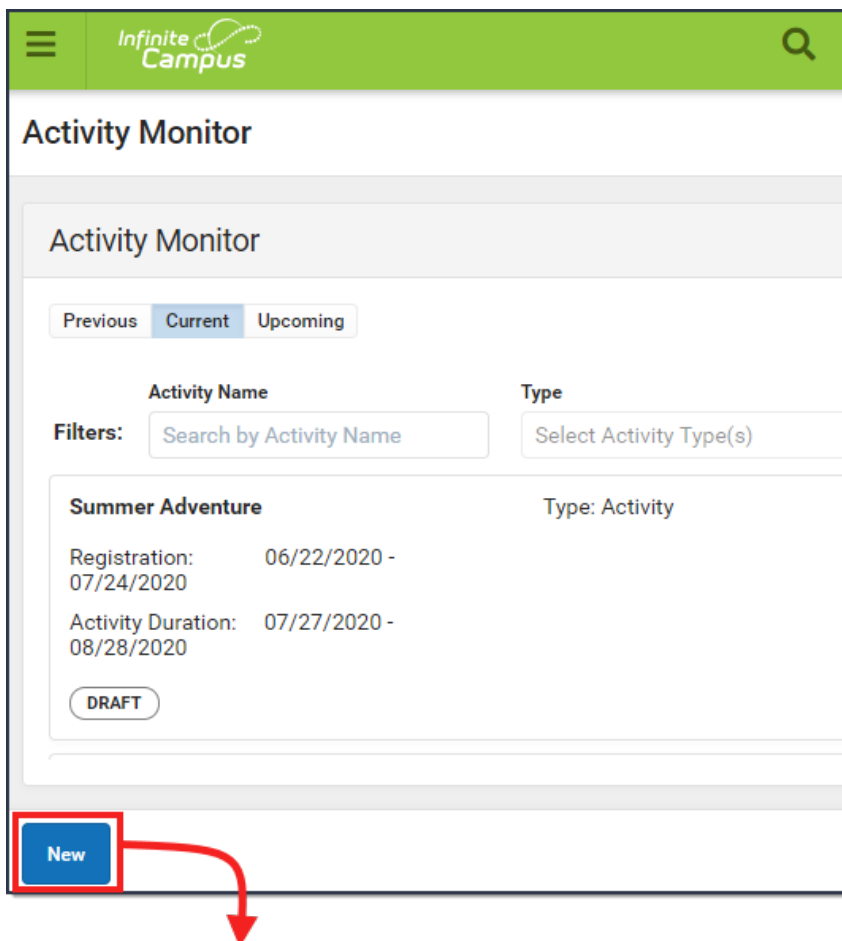 Infinite
Campus
Activity Monitor
Activity Monitor
Previous Current Upcoming
Activity Name Type
Filters: Search by Activity Name Select Activity Type(s)
Summer Adventure Type: Activity
Registration: 06/22/2020 -
07/24/2020
Activity Duration: 07/27/2020 -
08/28/2020
DRAFT
New